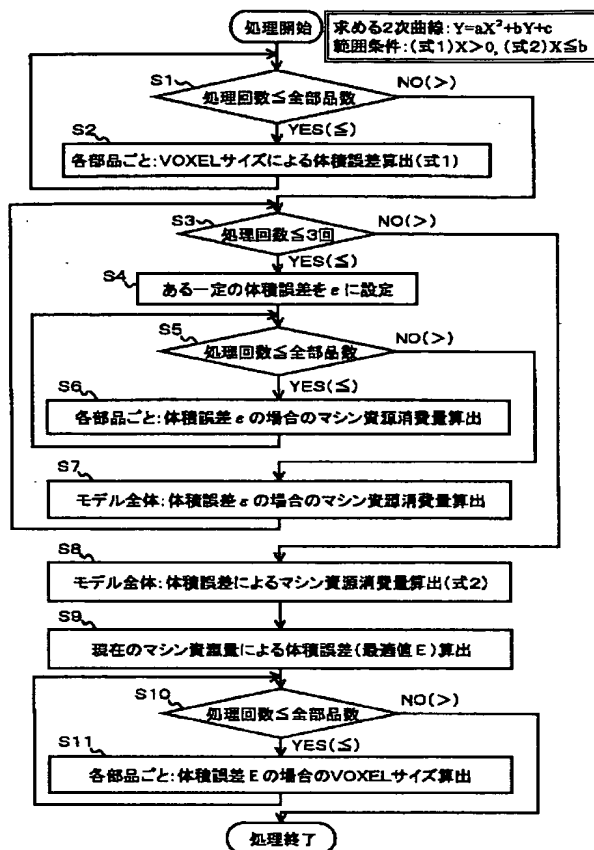 処理開始
求める2次曲線:Y=aX²+bY+c
範囲条件:(式1)X>0, (式2)X≦b
S1
処理回数≦全部品数
NO(>)
YES(≦)
S2
各部品ごと:VOXELサイズによる体積誤差算出(式1)
S3
処理回数≦3回
NO(>)
YES(≦)
S4
ある一定の体積誤差をεに設定
S5
処理回数≦全部品数
NO(>)
YES(≦)
S6
各部品ごと:体積誤差εの場合のマシン資源消費量算出
S7
モデル全体:体積誤差εの場合のマシン資源消費量算出
S8
モデル全体:体積誤差によるマシン資源消費量算出(式2)
S9
現在のマシン資源量による体積誤差(最適値E)算出
S10
処理回数≦全部品数
NO(>)
YES(≦)
S11
各部品ごと:体積誤差Eの場合のVOXELサイズ算出
処理終了